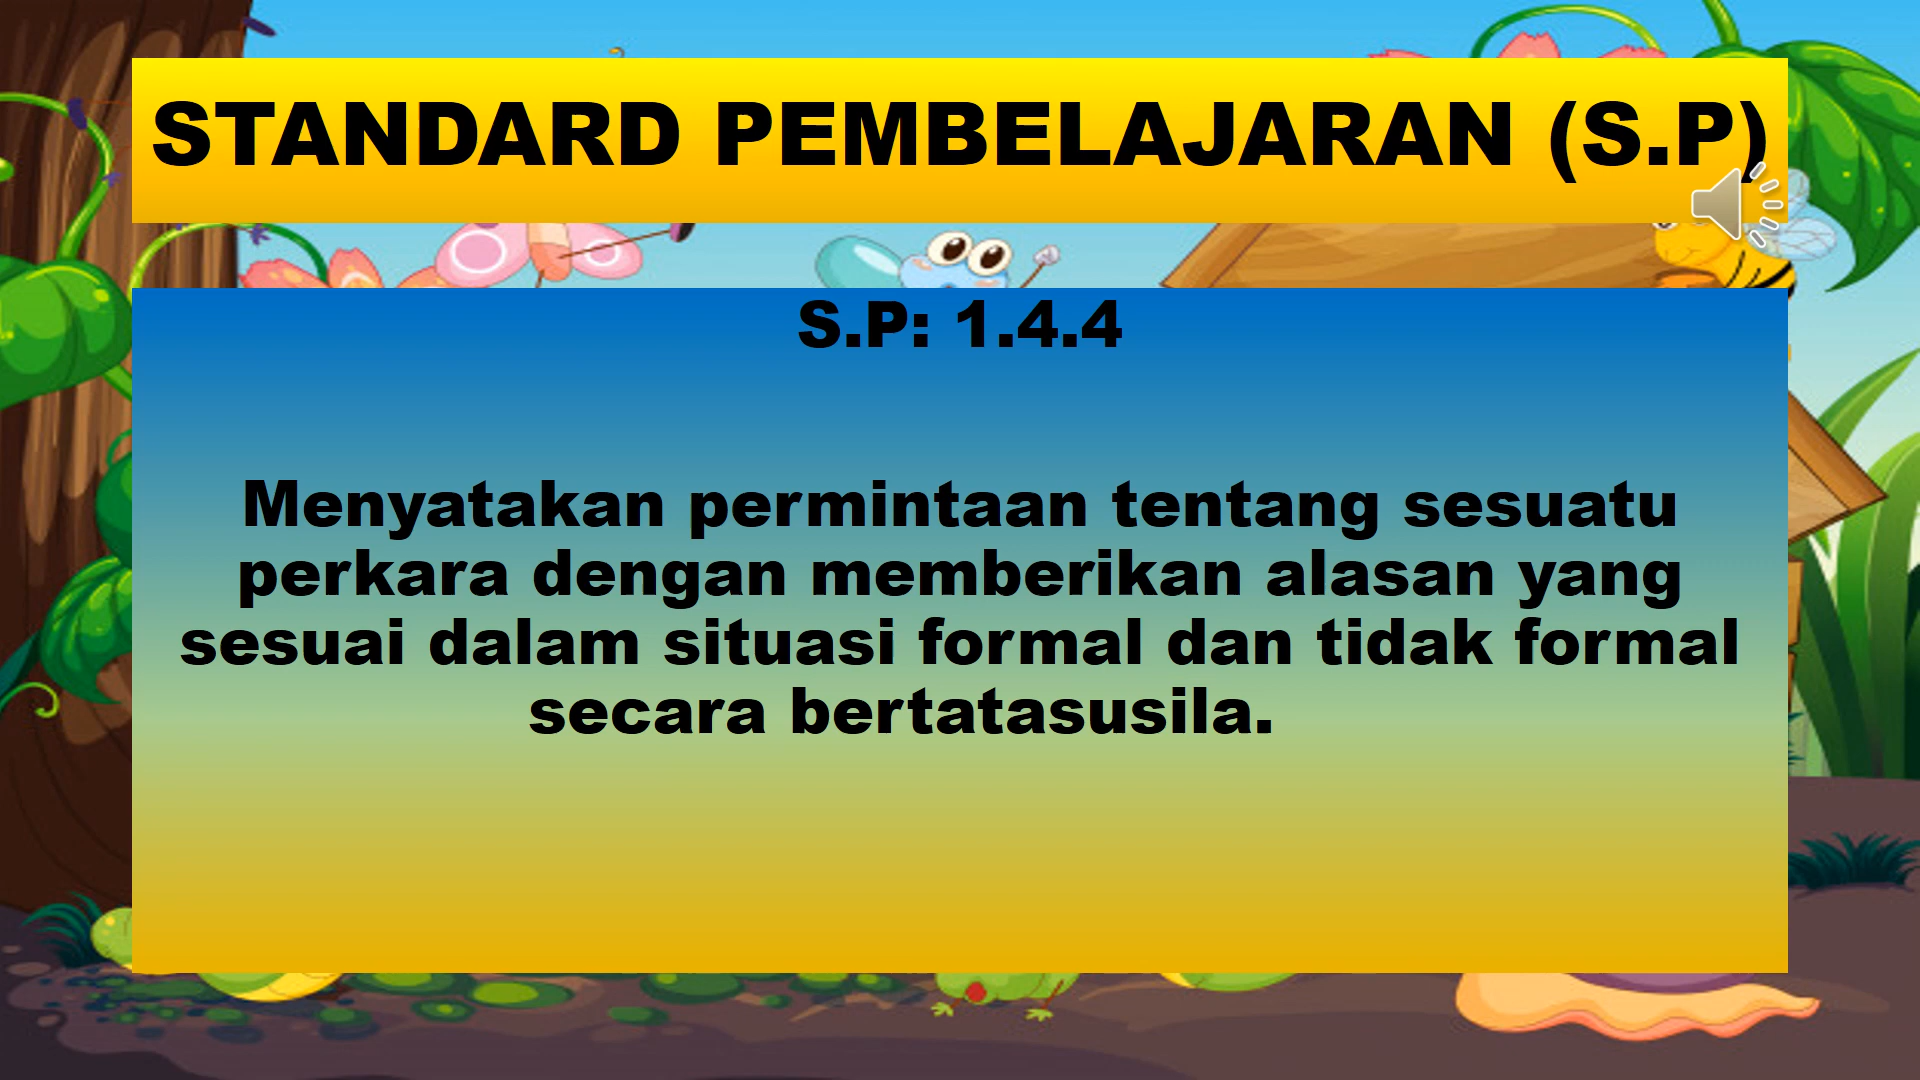 STANDARD PEMBELAJARAN (S.P)
S.P: 1.4.4
Menyatakan permintaan tentang sesuatu
perkara dengan memberikan alasan yang
sesuai dalam situasi formal dan tidak formal
secara bertatasusila.